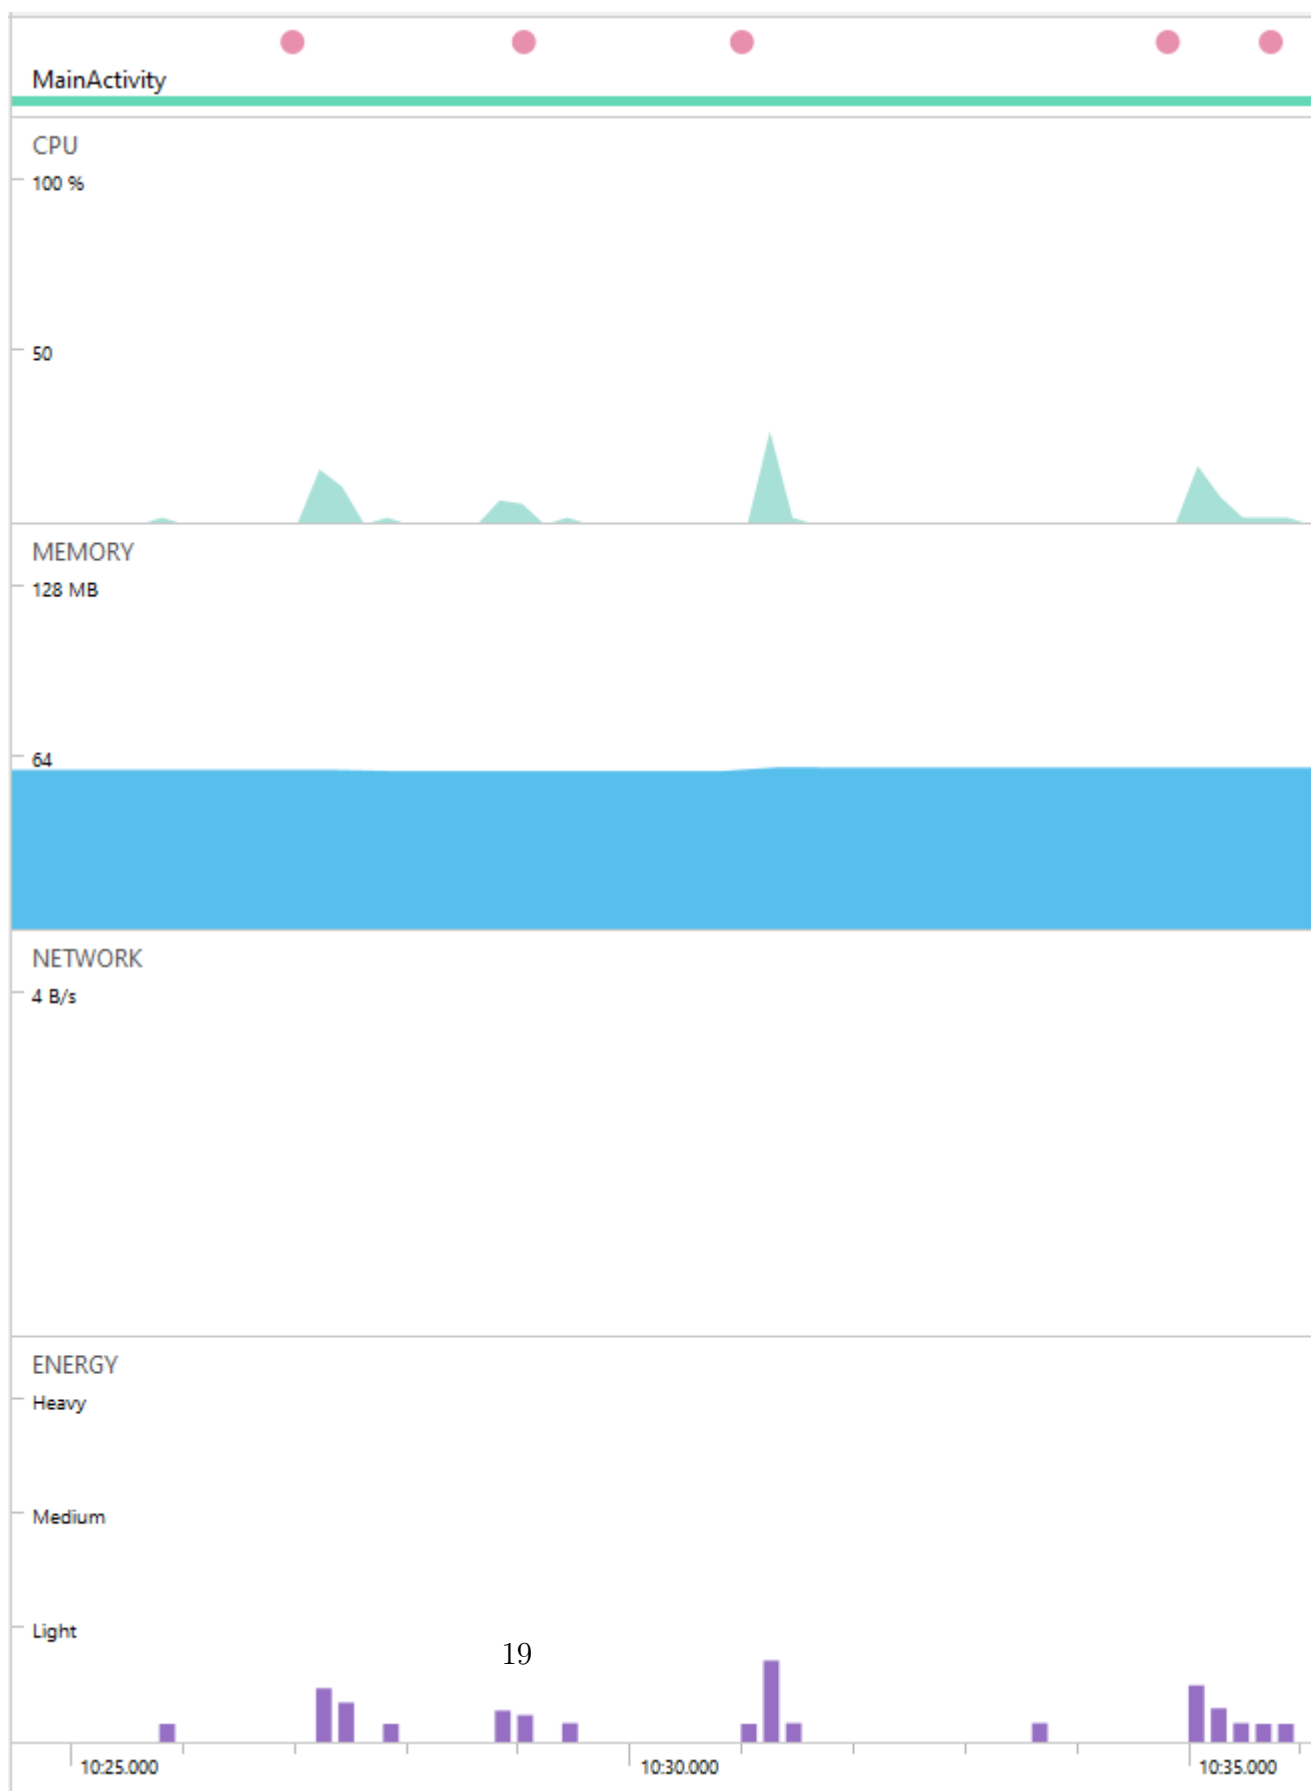 MainActivity
CPU
100 %
50
MEMORY
128 MB
64
NETWORK
4 B/s
ENERGY
Heavy
Medium
Light
19
10:25.000 10:30.000 10:35.000